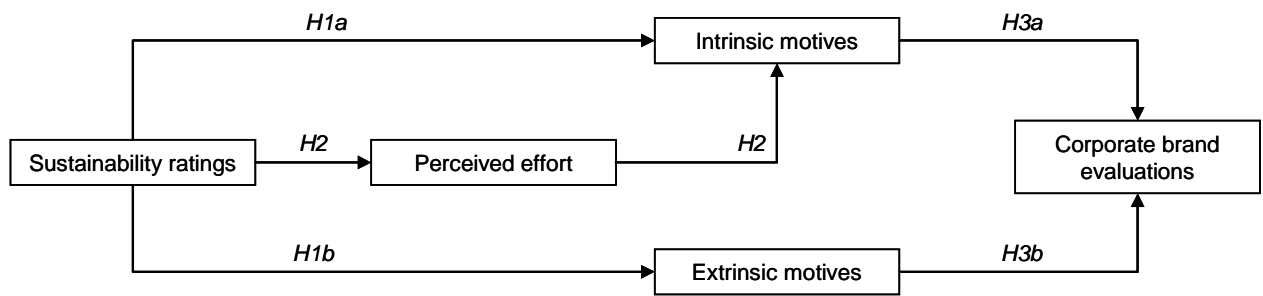 H1a
Intrinsic motives
H3a
Sustainability ratings
H2
Perceived effort
H2
Corporate brand
evaluations
H1b
Extrinsic motives
H3b